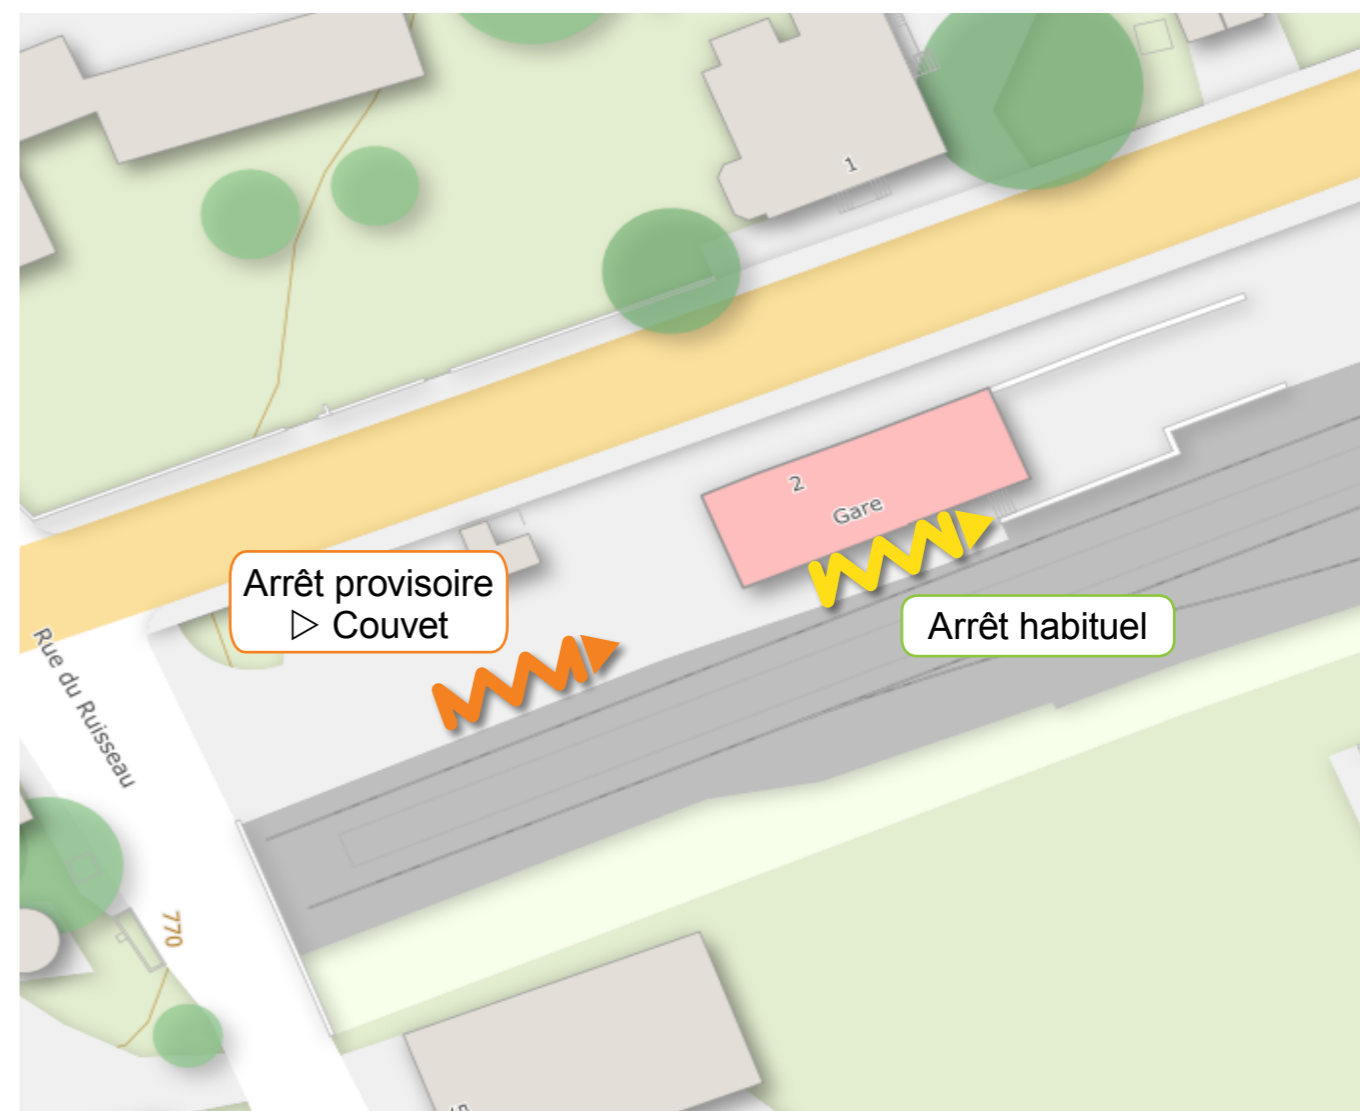 1
2
Gare
Arrêt provisoire
▷ Couvet
Arrêt habituel
Rue du Ruisseau
770